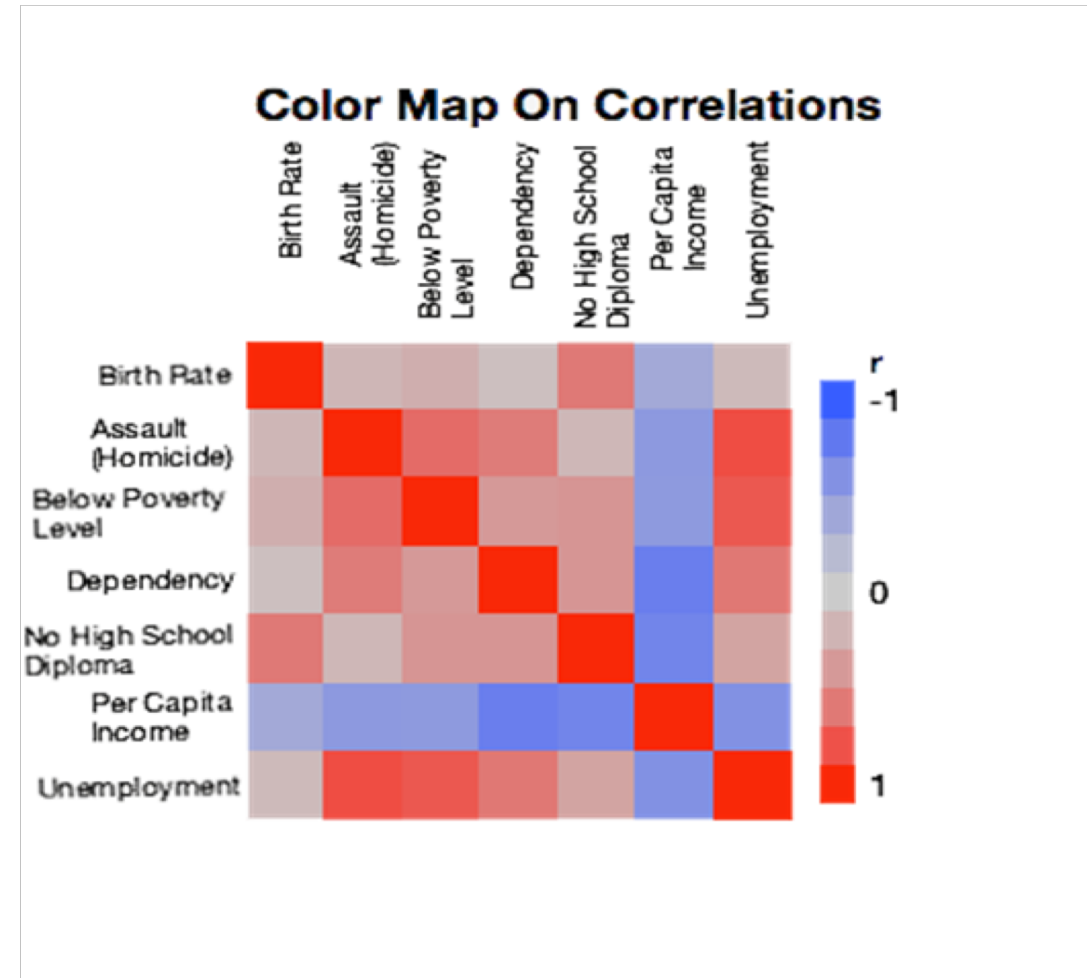 Color Map On Correlations
Birth Rate
Assault
(Homicide)
Below Poverty
Level
Dependency
No High School
Diploma
Per Capita
Income
Unemployment
Birth Rate
Assault
(Homicide)
Below Poverty
Level
Dependency
No High School
Diploma
Per Capita
Income
Unemployment
r
-1
0
1